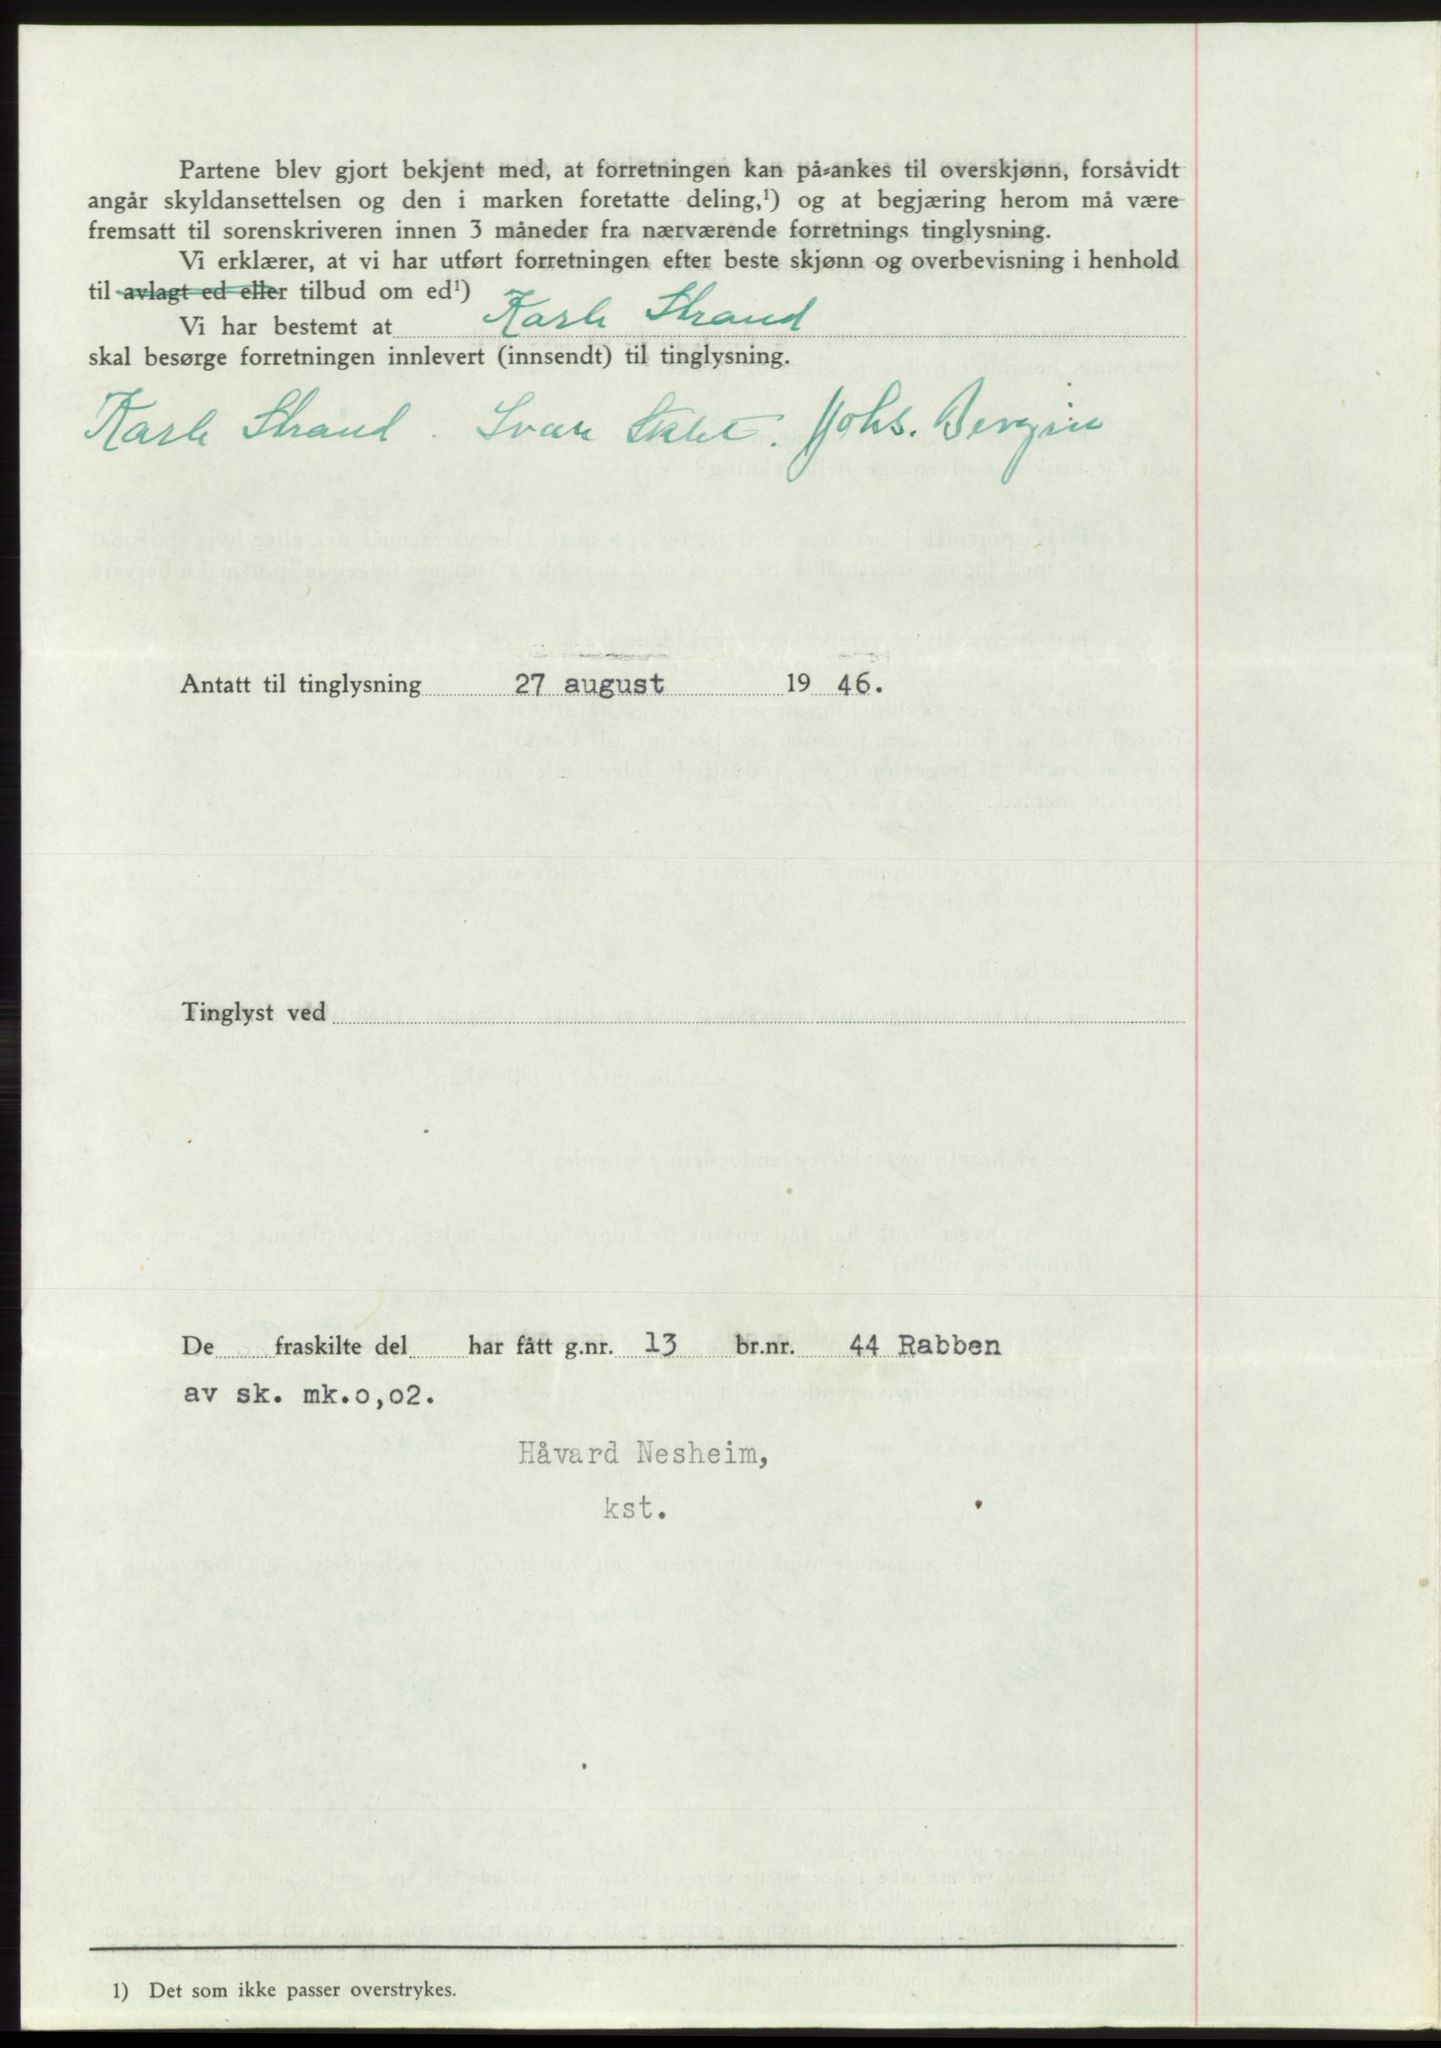 Partene blev gjort bekjent med, at forretningen kan på-ankes til overskjønn, forsåvidt
angår skyldansettelsen og den i marken foretatte deling,¹) og at begjæring herom må være
fremsatt til sorenskriveren innen 3 måneder fra nærværende forretnings tinglysning.
Vi erklærer, at vi har utført forretningen efter beste skjønn og overbevisning i henhold
til avlagt ed eller tilbud om ed¹)
Vi har bestemt at Karle Strand
skal besørge forretningen innlevert (innsendt) til tinglysning.
Karle Strand. Ivar Johs.
Antatt til tinglysning 27 august 19 46.
Tinglyst ved
De fraskilte del har fått g.nr. 13 br.nr. 44 Rabben
av sk. mk.o,o2.
Håvard Nesheim,
kst.
1) Det som ikke passer overstrykes.